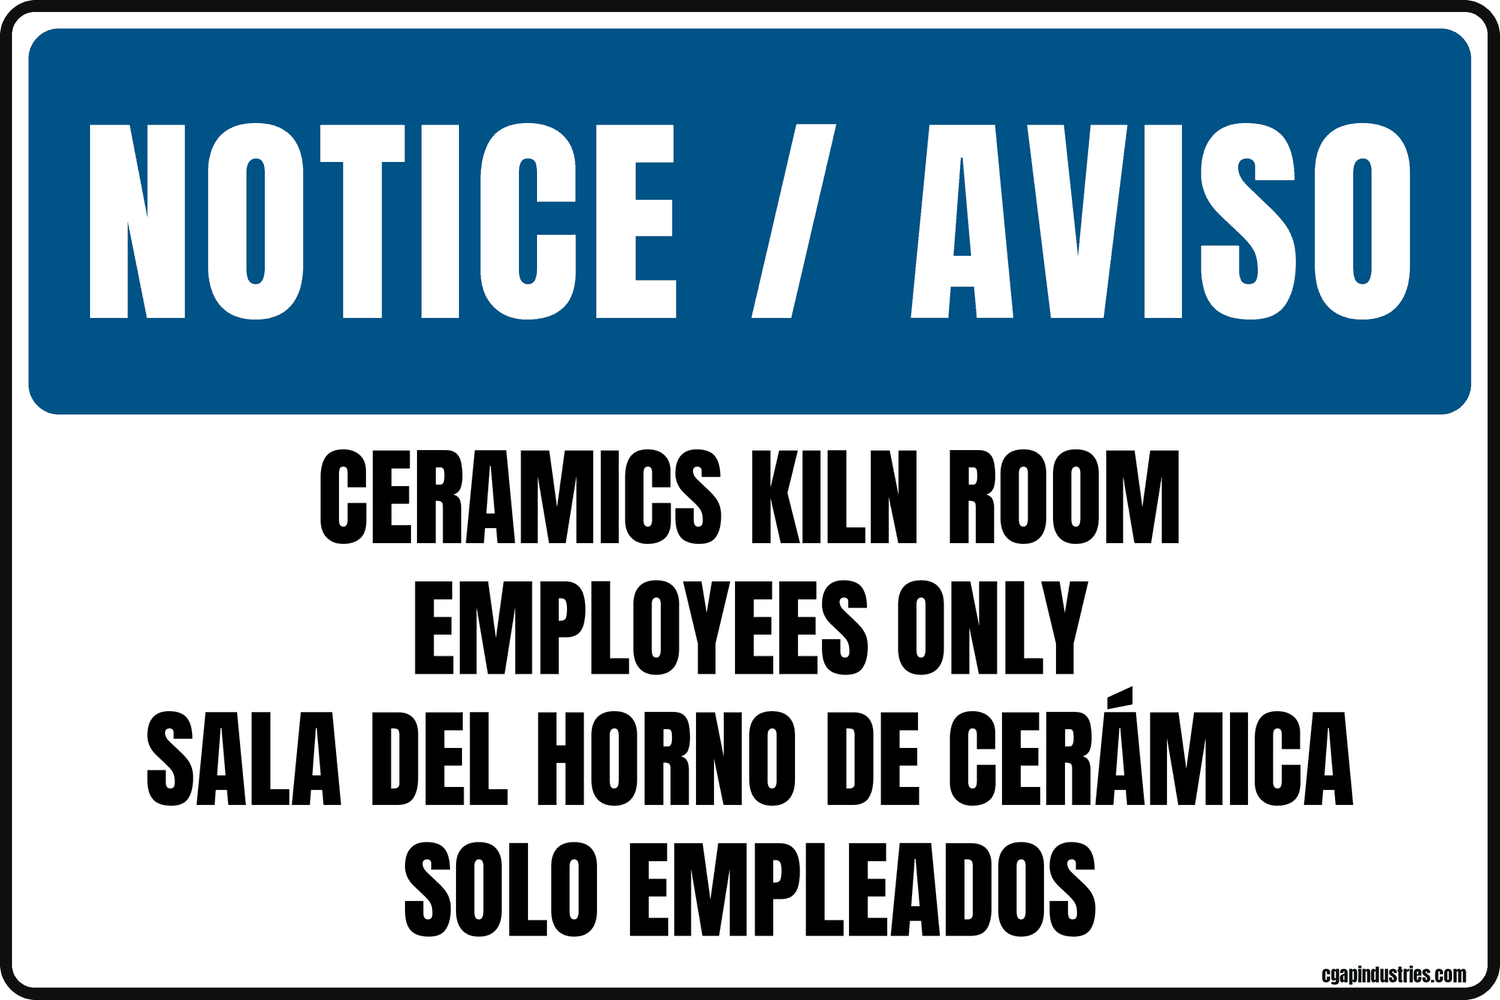 NOTICE / AVISO
CERAMICS KILN ROOM
EMPLOYEES ONLY
SALA DEL HORNO DE CERÁMICA
SOLO EMPLEADOS
cgapindustries.com